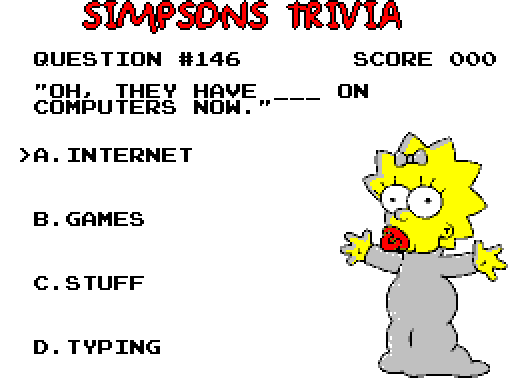 SIMPSONS TRIVIA
QUESTION #146 SCORE 000
"OH, THEY HAVE ___ ON
COMPUTERS NOW."
>A.INTERNET
B.GAMES
C.STUFF
D.TYPING